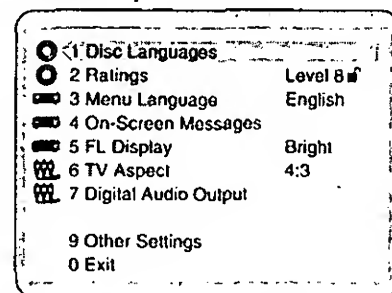 1 Disc Languages
2 Ratings Level 8
3 Menu Language English
4 On-Screen Messages
5 FL Display Bright
6 TV Aspect 4:3
7 Digital Audio Output
9 Other Settings
0 Exit